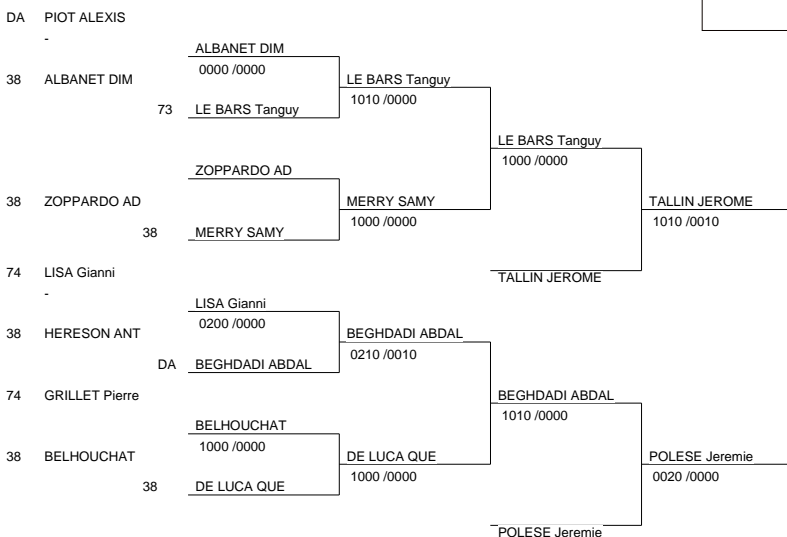 DA PIOT ALEXIS
-
ALBANET DIM
0000 /0000
38 ALBANET DIM
LE BARS Tanguy
1010 /0000
73 LE BARS Tanguy
LE BARS Tanguy
1000 /0000
ZOPPARDO AD
38 ZOPPARDO AD
MERRY SAMY
1000 /0000
TALLIN JEROME
1010 /0010
38 MERRY SAMY
74 LISA Gianni
-
TALLIN JEROME
LISA Gianni
0200 /0000
38 HERESON ANT
BEGHDADI ABDAL
0210 /0010
DA BEGHDADI ABDAL
74 GRILLET Pierre
BEGHDADI ABDAL
1010 /0000
BELHOUCHAT
1000 /0000
38 BELHOUCHAT
DE LUCA QUE
1000 /0000
POLESE Jeremie
0020 /0000
38 DE LUCA QUE
POLESE Jeremie